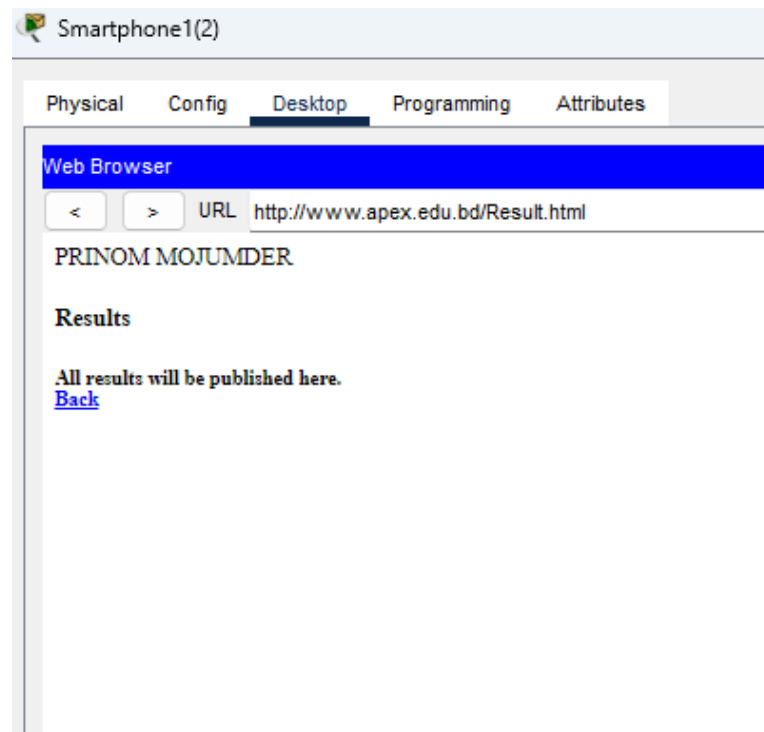 Smartphone1(2)
Physical Config Desktop Programming Attributes
Web Browser
< > URL http://www.apex.edu.bd/Result.html
PRINOM MOJUMDER
Results
All results will be published here.
Back